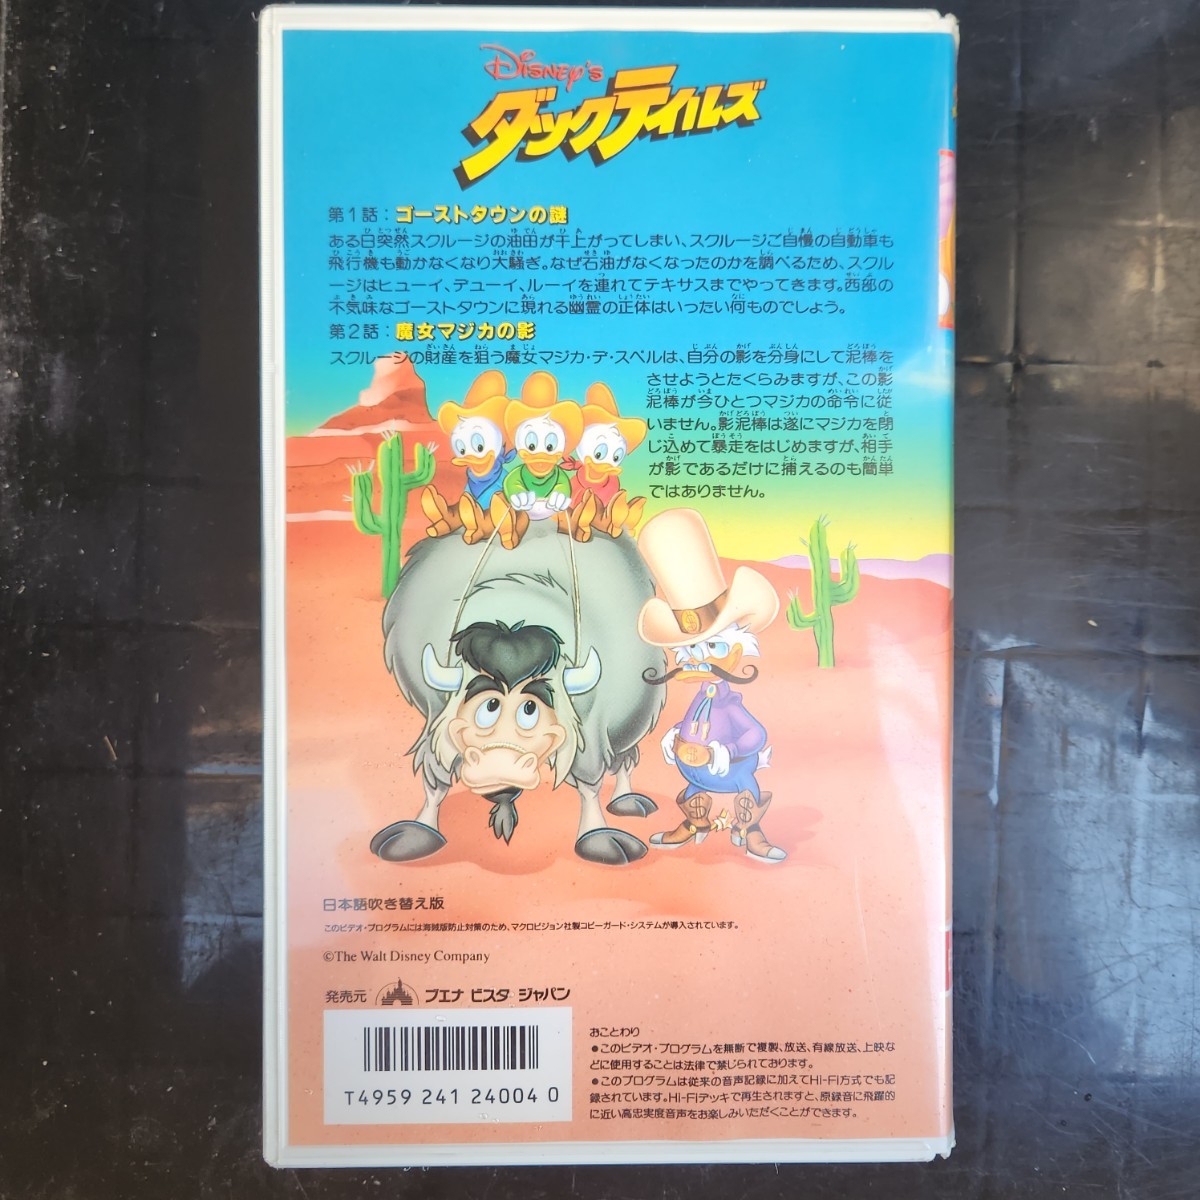 Disney's
ダックテイルズ
第1話：ゴーストタウンの謎
ある日突然スクルージの油田が干上がってしまい、スクルージご自慢の自動車も
飛行機も動かなくなり大騒ぎ。なぜ石油がなくなったのかを調べるため、スクル
ージはヒューイ、デューイ、ルーイを連れてテキサスまでやってきます。西部の
不気味なゴーストタウンに現れる幽霊の正体はいったい何ものでしょう。
第2話：魔女マジカの影
スクルージの財産を狙う魔女マジカ・デ・スペルは、自分の影を分身にして泥棒を
させようとたくらみますが、この影
泥棒が今ひとつマジカの命令に従
いません。影泥棒は遂にマジカを閉
じ込めて暴走をはじめますが、相手
が影であるだけに捕えるのも簡単
ではありません。
日本語吹き替え版
このビデオ・プログラムには海賊版防止対策のため、マクロビジョン社製コピーガード・システムが導入されています。
©The Walt Disney Company
発売元 ブエナ ビスタ ジャパン
T4959 241 24004 0
おことわり
●このビデオ・プログラムを無断で複製、放送、有線放送、上映な
どに使用することは法律で禁じられております。
●このプログラムは従来の音声記録に加えてHi-Fi方式でも記
録されています。Hi-Fiデッキで再生されますと、原録音に飛躍的
に近い高忠実度音声をお楽しみいただくことができます。